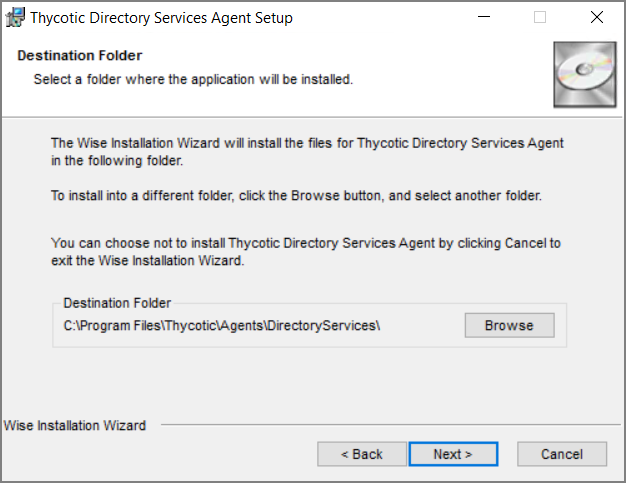 Thycotic Directory Services Agent Setup
Destination Folder
Select a folder where the application will be installed.
The Wise Installation Wizard will install the files for Thycotic Directory Services Agent
in the following folder.
To install into a different folder, click the Browse button, and select another folder.
You can choose not to install Thycotic Directory Services Agent by clicking Cancel to
exit the Wise Installation Wizard.
Destination Folder
C:\Program Files\Thycotic\Agents\DirectoryServices\
Browse
Wise Installation Wizard
< Back
Next >
Cancel